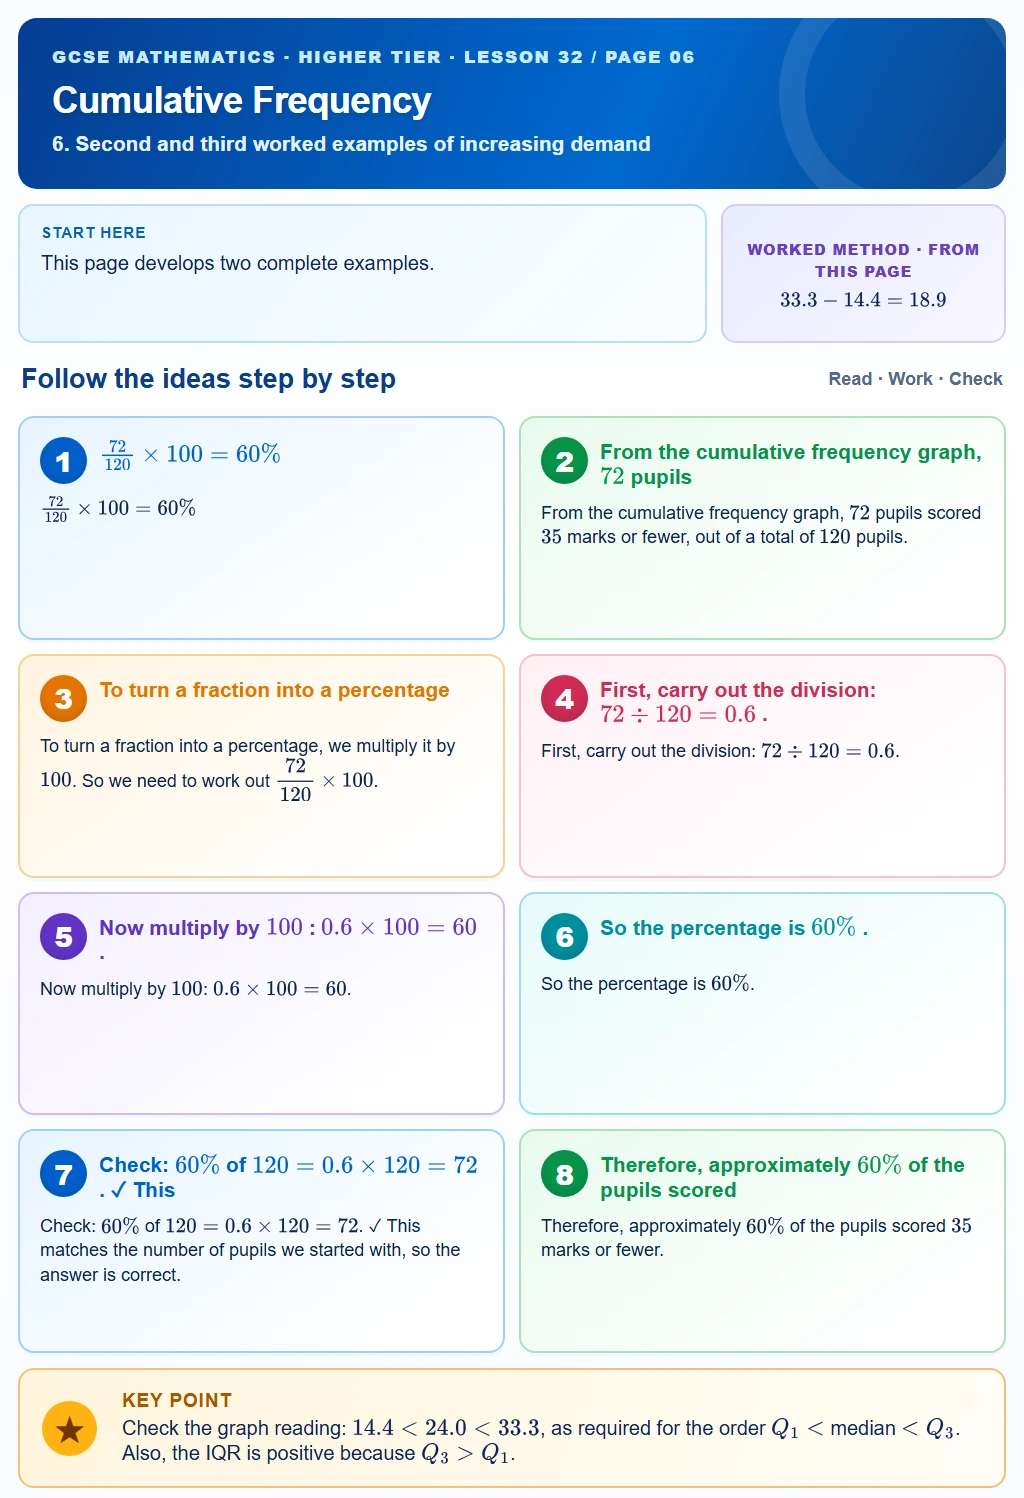 GCSE MATHEMATICS · HIGHER TIER · LESSON 32 / PAGE 06
Cumulative Frequency
6. Second and third worked examples of increasing demand
START HERE
This page develops two complete examples.
WORKED METHOD · FROM
THIS PAGE
33.3 − 14.4 = 18.9
Follow the ideas step by step
Read · Work · Check
1
72/120 × 100 = 60%
72/120 × 100 = 60%
2
From the cumulative frequency graph,
72 pupils
From the cumulative frequency graph, 72 pupils scored
35 marks or fewer, out of a total of 120 pupils.
3
To turn a fraction into a percentage
To turn a fraction into a percentage, we multiply it by
100. So we need to work out 72/120 × 100.
4
First, carry out the division:
72 ÷ 120 = 0.6 .
First, carry out the division: 72 ÷ 120 = 0.6.
5
Now multiply by 100 : 0.6 × 100 = 60
.
Now multiply by 100: 0.6 × 100 = 60.
6
So the percentage is 60% .
So the percentage is 60%.
7
Check: 60% of 120 = 0.6 × 120 = 72
. ✓ This
Check: 60% of 120 = 0.6 × 120 = 72. ✓ This
matches the number of pupils we started with, so the
answer is correct.
8
Therefore, approximately 60% of the
pupils scored
Therefore, approximately 60% of the pupils scored 35
marks or fewer.
KEY POINT
Check the graph reading: 14.4 < 24.0 < 33.3, as required for the order Q₁ < median < Q₃.
Also, the IQR is positive because Q₃ > Q₁.